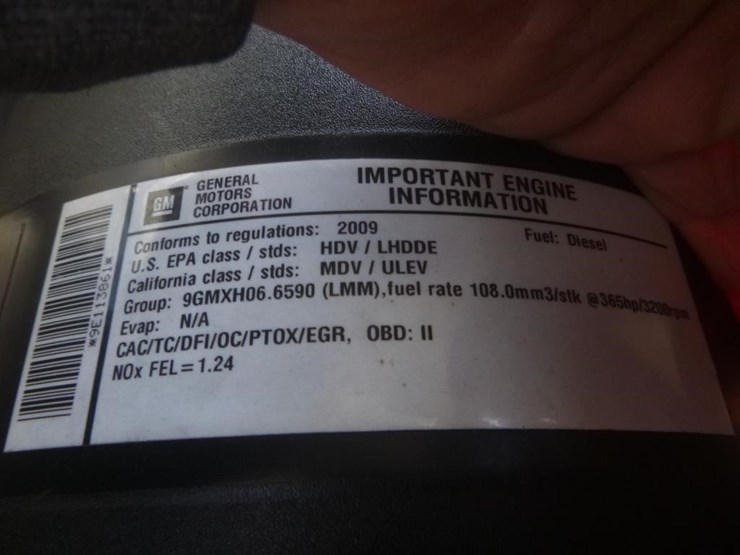 GM
GENERAL
MOTORS
CORPORATION
IMPORTANT ENGINE
INFORMATION
Conforms to regulations: 2009
Fuel: Diesel
U.S. EPA class / stds: HDV / LHDDE
California class / stds: MDV / ULEV
Group: 9GMXH06.6590 (LMM),fuel rate 108.0mm3/stk @365hp/3200rpm
Evap: N/A
CAC/TC/DFI/OC/PTOX/EGR, OBD: II
NOx FEL=1.24
*9E113861*